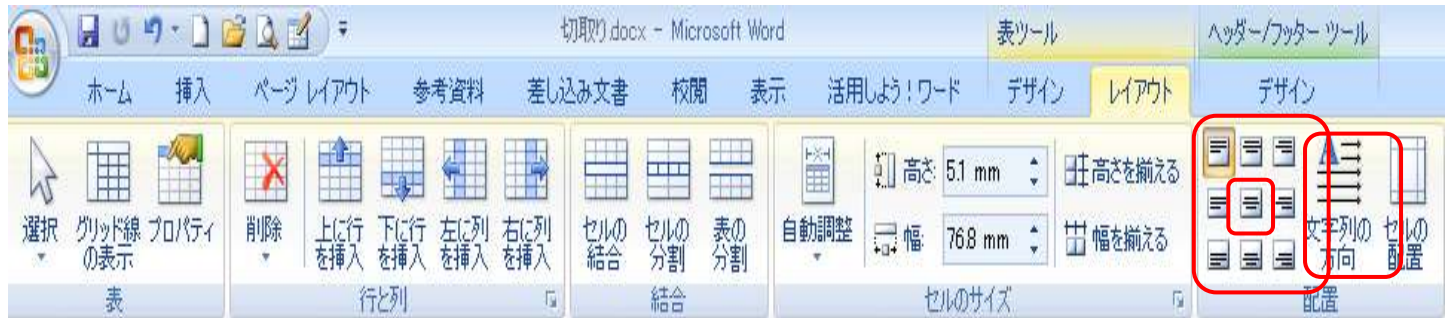 切取り.docx - Microsoft Word
表ツール
ヘッダー/フッター ツール
ホーム 挿入 ページ レイアウト 参考資料 差し込み文書 校閲 表示 活用しよう!ワード デザイン レイアウト デザイン
選択
グリッド線
の表示
プロパティ
表
削除
上に行
を挿入
下に行
を挿入
左に列
を挿入
右に列
を挿入
行と列
セルの
結合
セルの
分割
表の
分割
結合
自動調整
高さ: 5.1 mm
幅: 76.8 mm
高さを揃える
幅を揃える
セルのサイズ
文字列の
方向
セルの
配置
配置